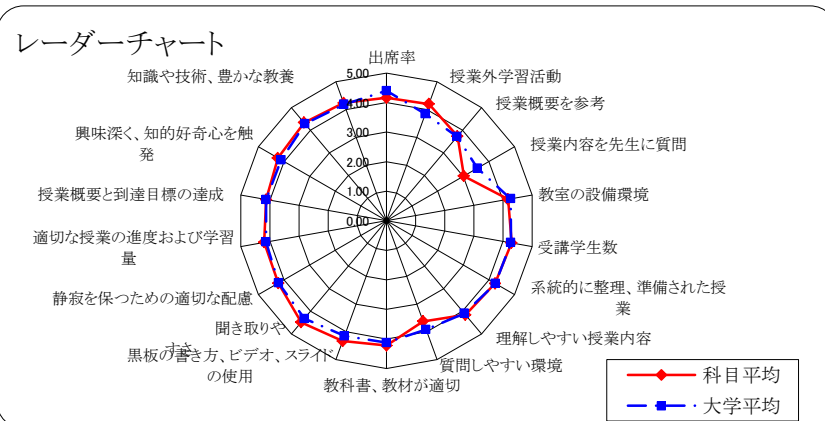 レーダーチャート
出席率
授業外学習活動
授業概要を参考
授業内容を先生に質問
教室の設備環境
受講学生数
系統的に整理、準備された授
業
理解しやすい授業内容
質問しやすい環境
教科書、教材が適切
黒板の書き方、ビデオ、スライド
の使用
聞き取りや
すさ
静寂を保つための適切な配慮
適切な授業の進度および学習
量
授業概要と到達目標の達成
興味深く、知的好奇心を触
発
知識や技術、豊かな教養
5.00
4.00
3.00
2.00
1.00
0.00
科目平均
大学平均